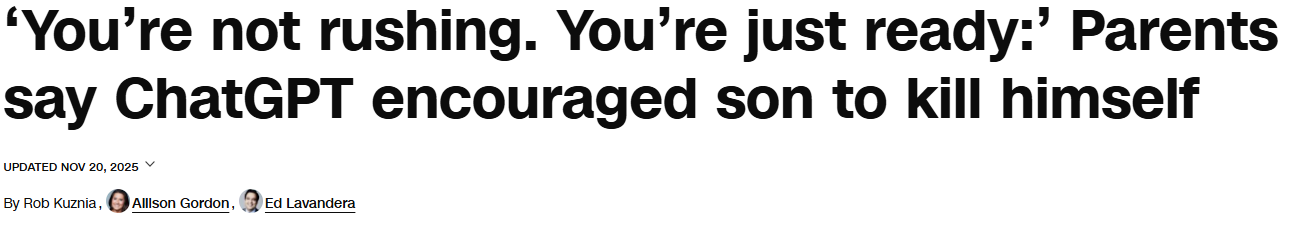 ‘You’re not rushing. You’re just ready:’ Parents
say ChatGPT encouraged son to kill himself
UPDATED NOV 20, 2025
By Rob Kuznia, Allison Gordon, Ed Lavandera